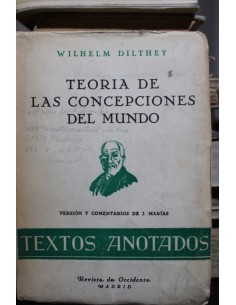 WILHELM DILTHEY
TEORIA DE
LAS CONCEPCIONES
DEL MUNDO
VERSIÓN Y COMENTARIOS DE J. MARÍAS
TEXTOS ANOTADOS
Revista de Occidente
MADRID